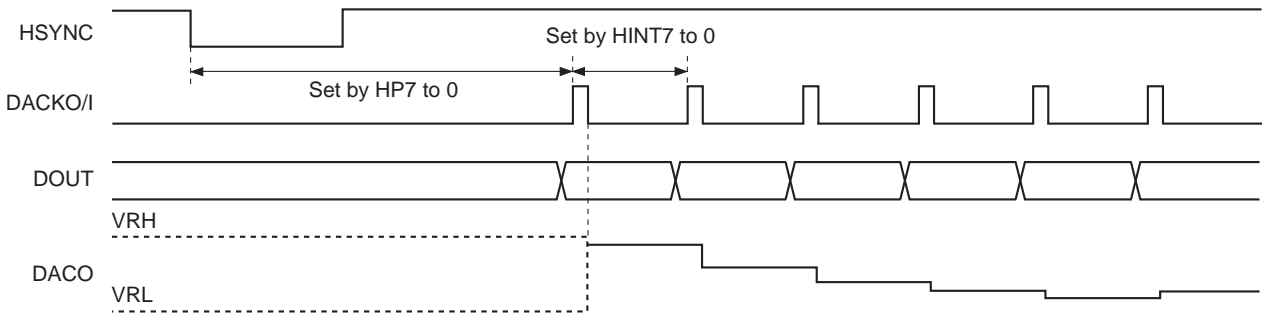 HSYNC
Set by HINT7 to 0
Set by HP7 to 0
DACKO/I
DOUT
VRH
DACO
VRL